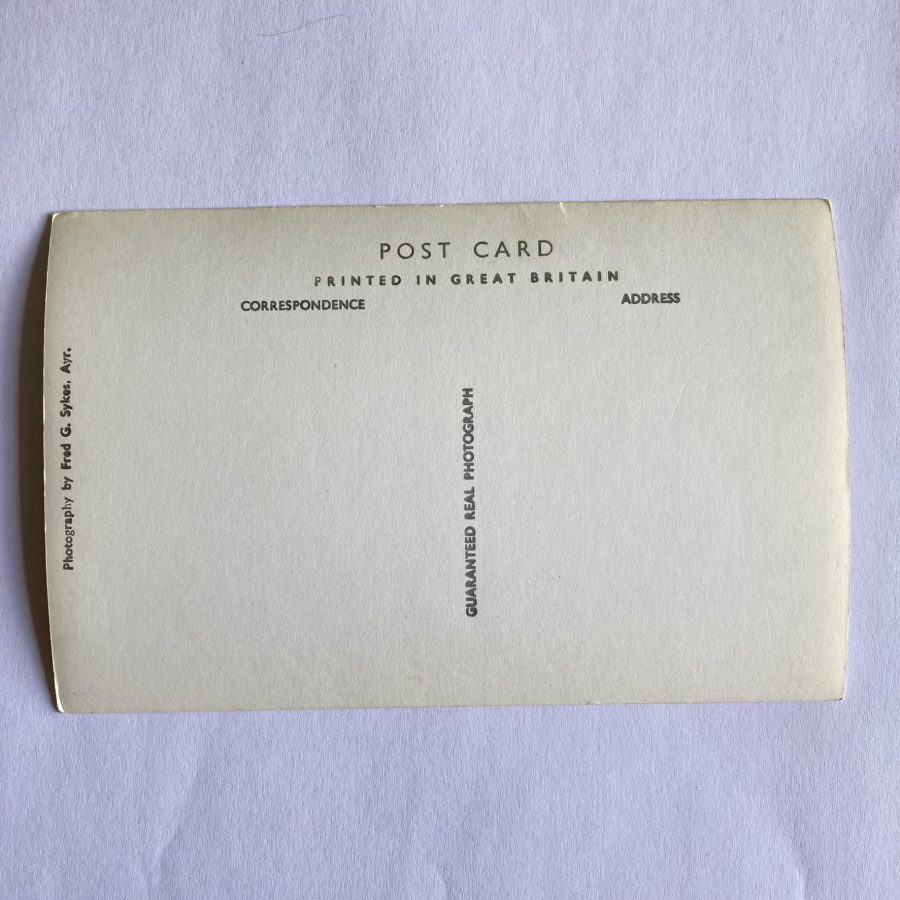 POST CARD
PRINTED IN GREAT BRITAIN
CORRESPONDENCE
ADDRESS
Photography by Fred G. Sykes, Ayr.
GUARANTEED REAL PHOTOGRAPH